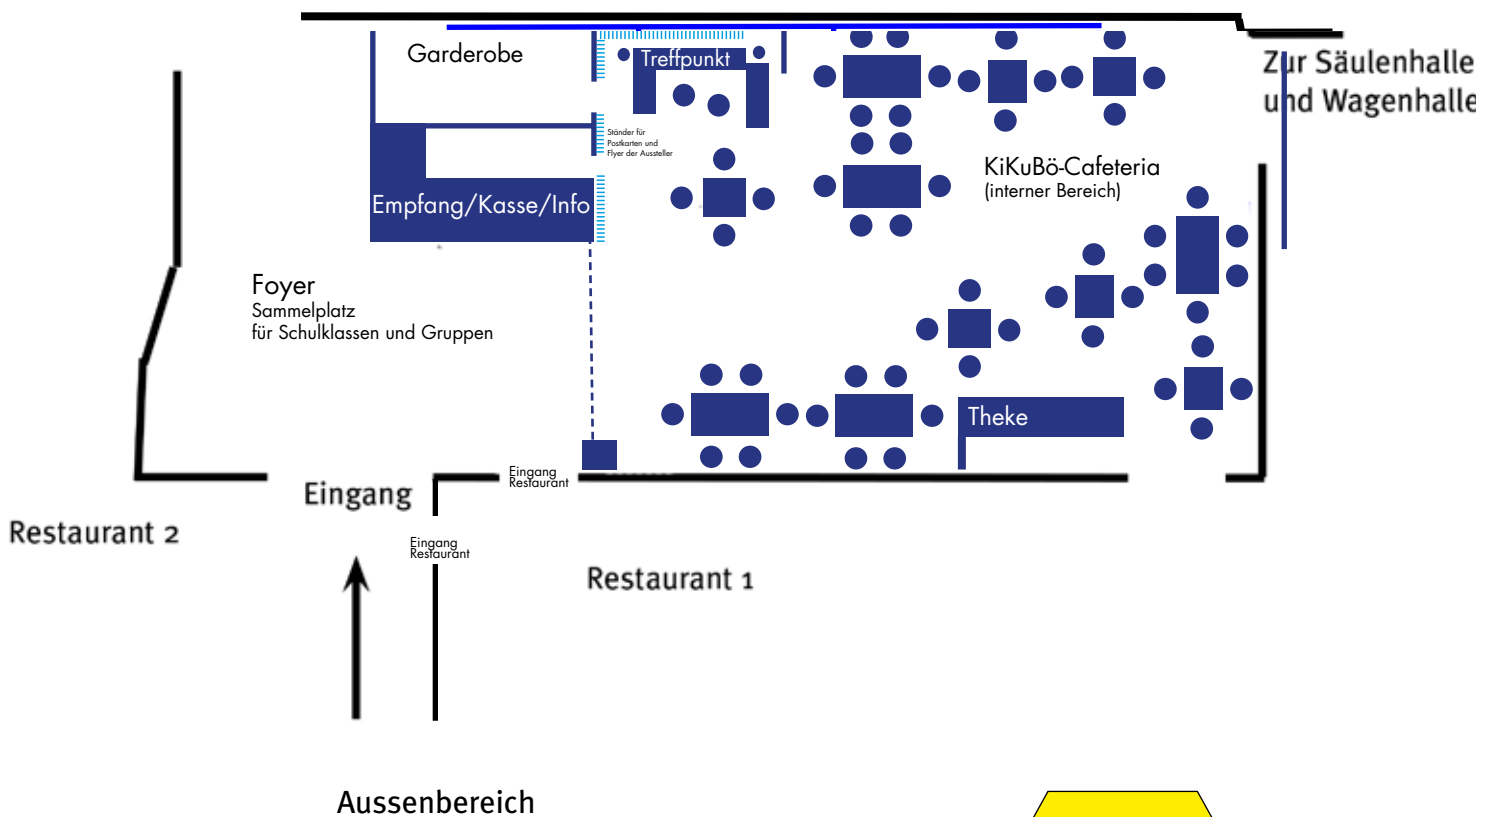 Garderobe
Treffpunkt
Zur Säulenhalle
und Wagenhalle
Ständer für
Postkarten und
Flyer der Aussteller
KiKuBö-Cafeteria
(interner Bereich)
Empfang/Kasse/Info
Foyer
Sammelplatz
für Schulklassen und Gruppen
Theke
Eingang
Restaurant
Eingang
Restaurant 2
Eingang
Restaurant
Restaurant 1
Aussenbereich